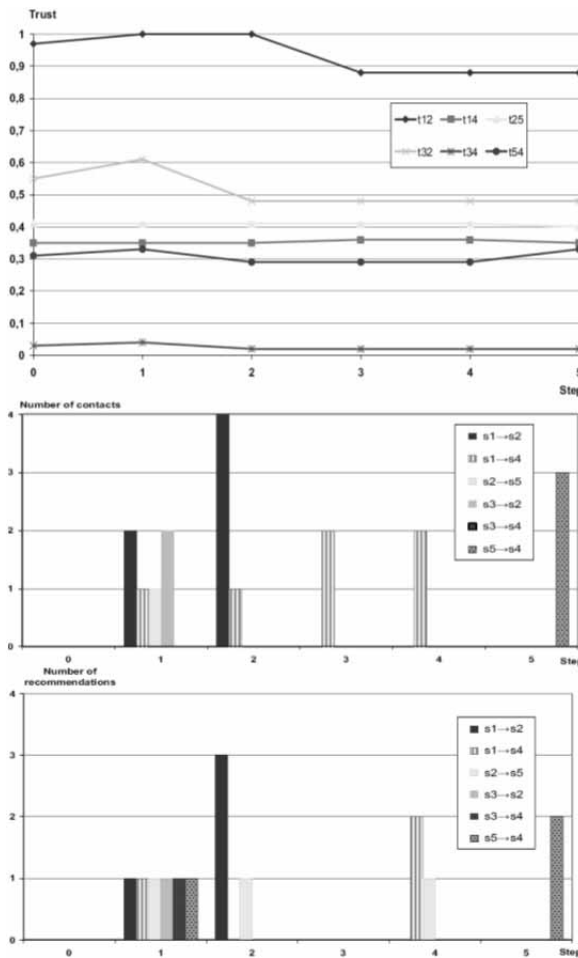 Trust
1
0,9
0,8
t12 t14 t25
0,7
t32 t34 t54
0,6
0,5
0,4
0,3
0,2
0,1
0
0 1 2 3 4 5
Step
Number of contacts
4
s1→s2
s1→s4
3
s2→s5
s3→s2
2
s3→s4
s5→s4
1
0
0 1 2 3 4 5 Step
Number of
recommendations
4
s1→s2
s1→s4
3
s2→s5
s3→s2
2
s3→s4
s5→s4
1
0
0 1 2 3 4 5 Step